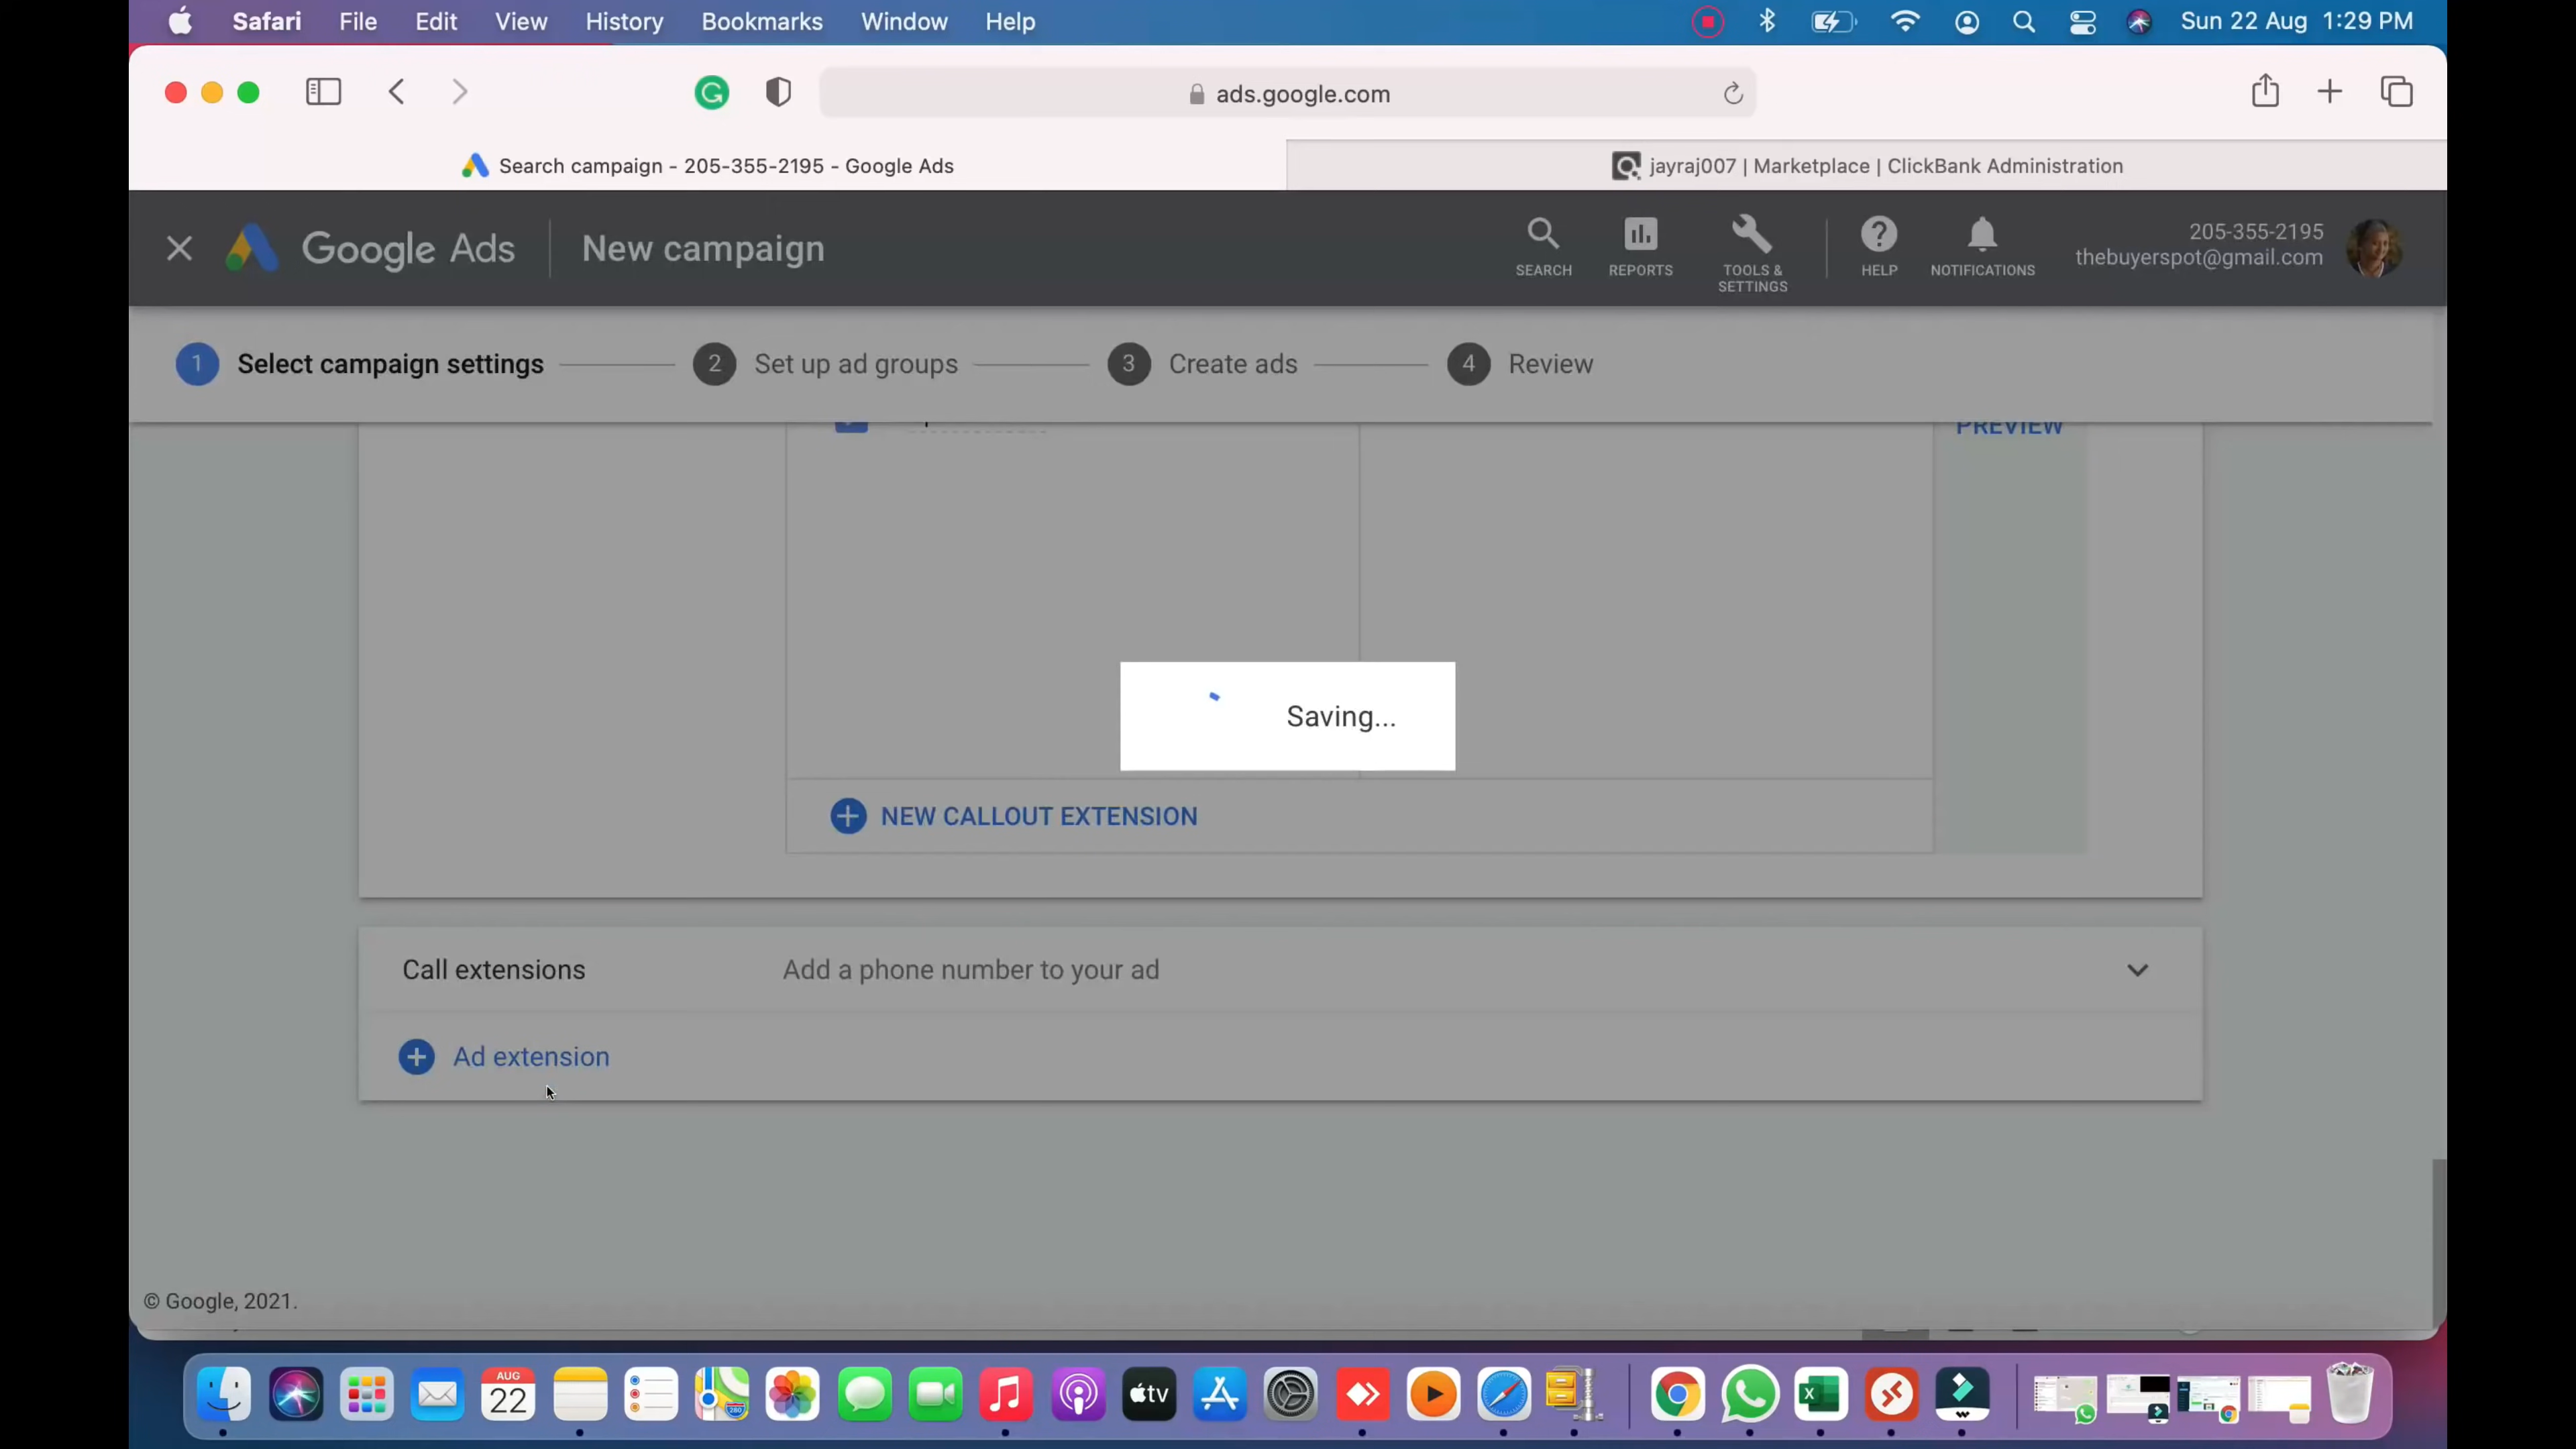 Safari File Edit View History Bookmarks Window Help Sun 22 Aug 1:29 PM
ads.google.com
Search campaign - 205-355-2195 - Google Ads
jayraj007 | Marketplace | ClickBank Administration
Google Ads New campaign
SEARCH
REPORTS
TOOLS &
SETTINGS
HELP
NOTIFICATIONS
205-355-2195
thebuyerspot@gmail.com
1 Select campaign settings
2 Set up ad groups
3 Create ads
4 Review
PREVIEW
Saving...
NEW CALLOUT EXTENSION
Call extensions
Add a phone number to your ad
Ad extension
© Google, 2021.
AUG
22
280
tv
X